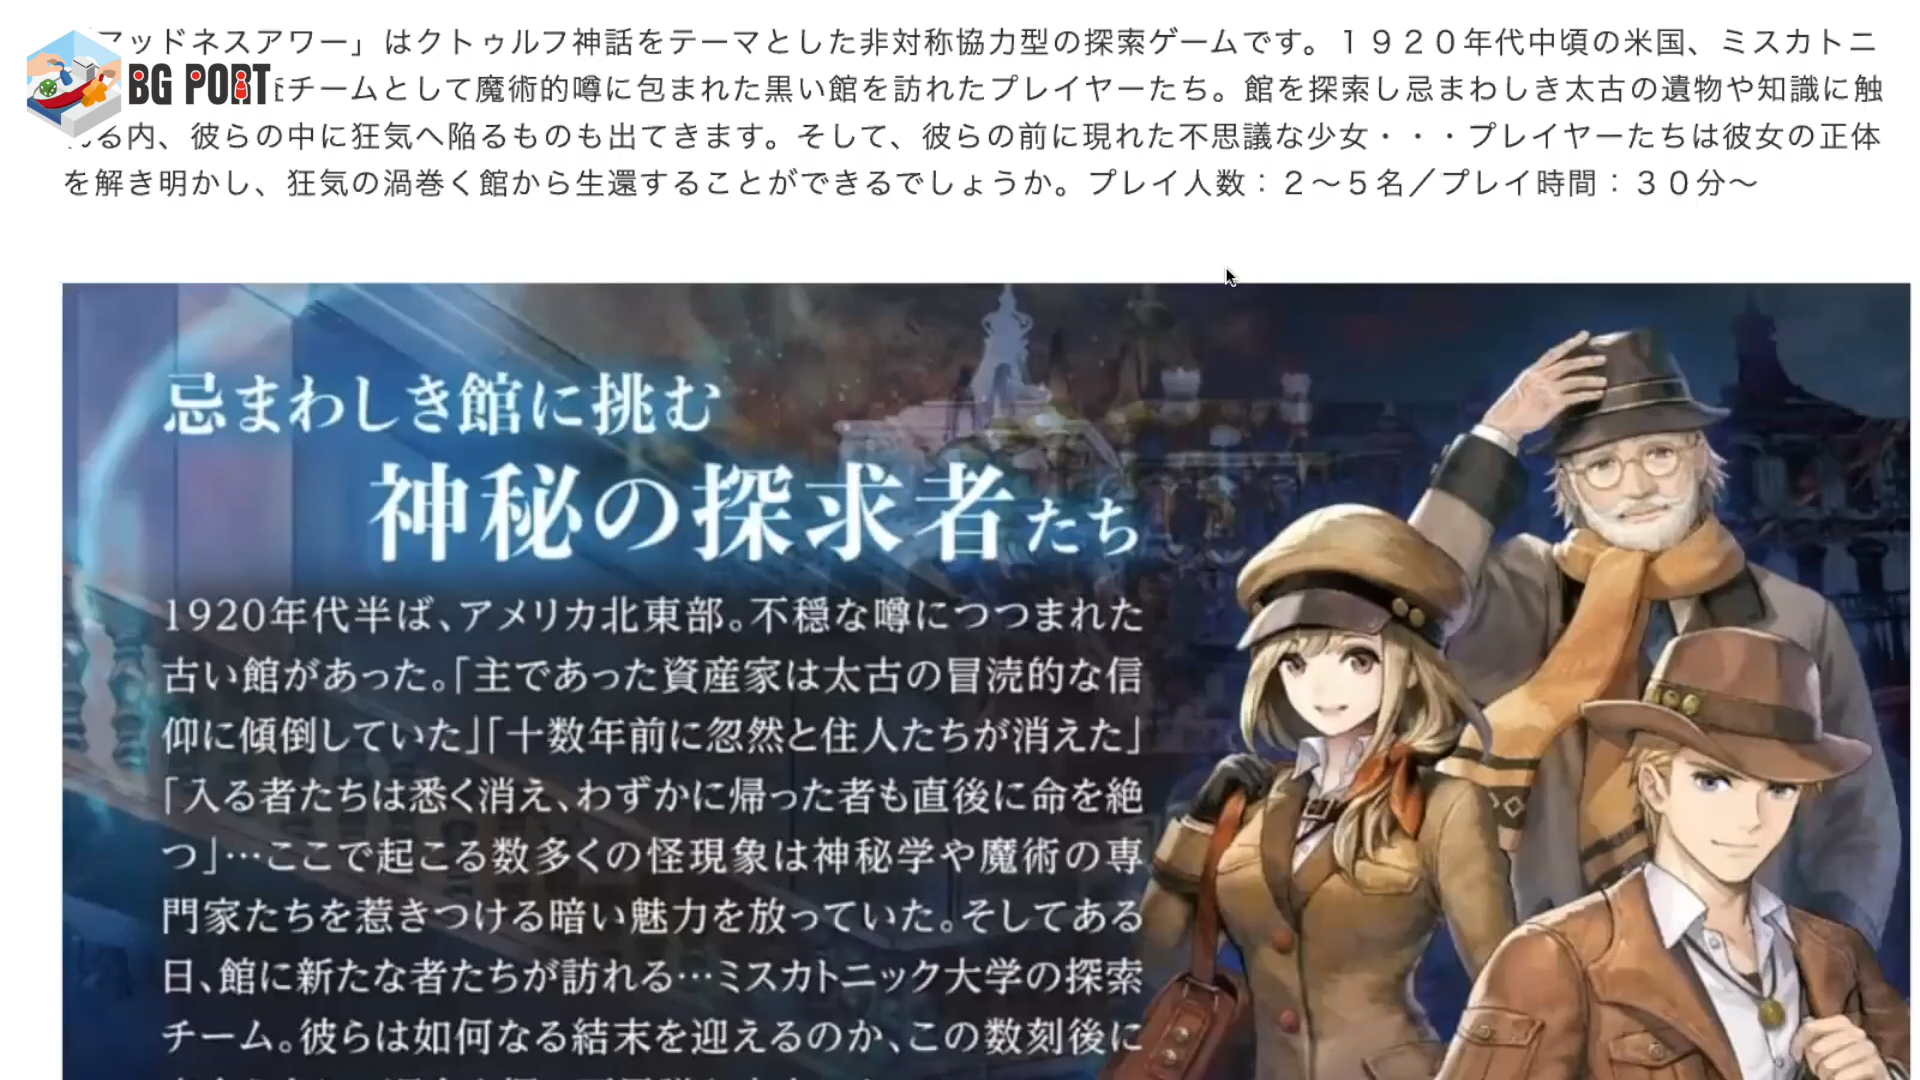 アッドネスアワー」はクトゥルフ神話をテーマとした非対称協力型の探索ゲームです。１９２０年代中頃の米国、ミスカトニ
チームとして魔術的噂に包まれた黒い館を訪れたプレイヤーたち。館を探索し忌まわしき太古の遺物や知識に触
る内、彼らの中に狂気へ陥るものも出てきます。そして、彼らの前に現れた不思議な少女・・・プレイヤーたちは彼女の正体
を解き明かし、狂気の渦巻く館から生還することができるでしょうか。プレイ人数：２〜５名／プレイ時間：３０分〜
BG PORT
忌まわしき館に挑む
神秘の探求者たち
1920年代半ば、アメリカ北東部。不穏な噂につつまれた
古い館があった。「主であった資産家は太古の冒涜的な信
仰に傾倒していた」「十数年前に忽然と住人たちが消えた」
「入る者たちは悉く消え、わずかに帰った者も直後に命を絶
つ」…ここで起こる数多くの怪現象は神秘学や魔術の専
門家たちを惹きつける暗い魅力を放っていた。そしてある
日、館に新たな者たちが訪れる…ミスカトニック大学の探索
チーム。彼らは如何なる結末を迎えるのか、この数刻後に